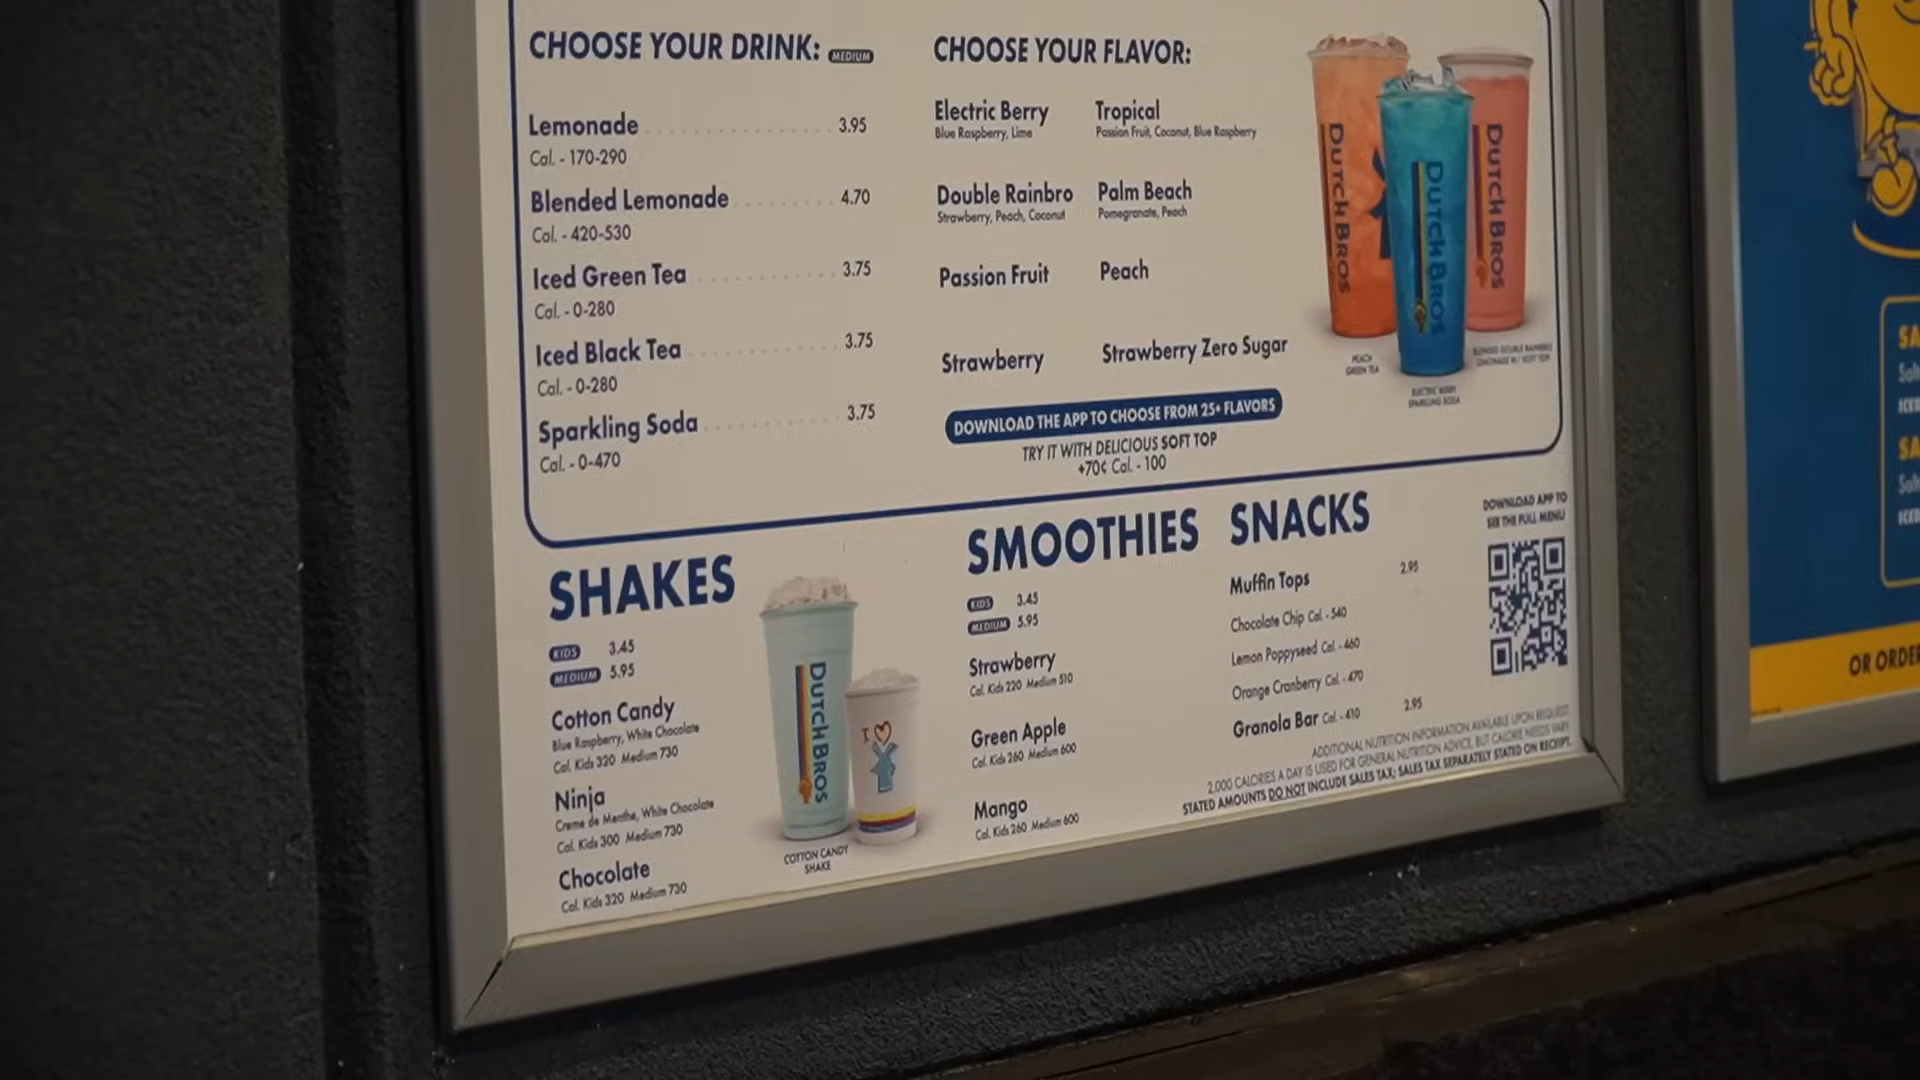 CHOOSE YOUR DRINK: MEDIUM
Lemonade 3.95
Cal. - 170-290
Blended Lemonade 4.70
Cal. - 420-530
Iced Green Tea 3.75
Cal. - 0-280
Iced Black Tea 3.75
Cal. - 0-280
Sparkling Soda 3.75
Cal. - 0-470
CHOOSE YOUR FLAVOR:
Electric Berry
Blue Raspberry, Lime
Tropical
Passion Fruit, Coconut, Blue Raspberry
Double Rainbro
Strawberry, Peach, Coconut
Palm Beach
Pomegranate, Peach
Passion Fruit
Peach
Strawberry
Strawberry Zero Sugar
DOWNLOAD THE APP TO CHOOSE FROM 25+ FLAVORS
TRY IT WITH DELICIOUS SOFT TOP
+70¢ Cal. - 100
DUTCH BROS
DUTCH BROS
DUTCH BROS
PEACH
GREEN TEA
ELECTRIC BERRY
SPARKLING SODA
BLENDED DOUBLE RAINBRO
LEMONADE W/ SOFT TOP
SHAKES
KIDS 3.45
MEDIUM 5.95
Cotton Candy
Blue Raspberry, White Chocolate
Cal. Kids 320 Medium 730
Ninja
Creme de Menthe, White Chocolate
Cal. Kids 300 Medium 730
Chocolate
Cal. Kids 320 Medium 730
DUTCH BROS
I
COTTON CANDY
SHAKE
SMOOTHIES
KIDS 3.45
MEDIUM 5.95
Strawberry
Cal. Kids 220 Medium 510
Green Apple
Cal. Kids 260 Medium 600
Mango
Cal. Kids 260 Medium 600
SNACKS
Muffin Tops 2.95
Chocolate Chip Cal. - 540
Lemon Poppyseed Cal. - 460
Orange Cranberry Cal. - 470
Granola Bar Cal. - 410 2.95
DOWNLOAD APP TO
SEE THE FULL MENU
ADDITIONAL NUTRITION INFORMATION AVAILABLE UPON REQUEST
2,000 CALORIES A DAY IS USED FOR GENERAL NUTRITION ADVICE, BUT CALORIE NEEDS VARY
STATED AMOUNTS DO NOT INCLUDE SALES TAX; SALES TAX SEPARATELY STATED ON RECEIPT.
OR ORDER